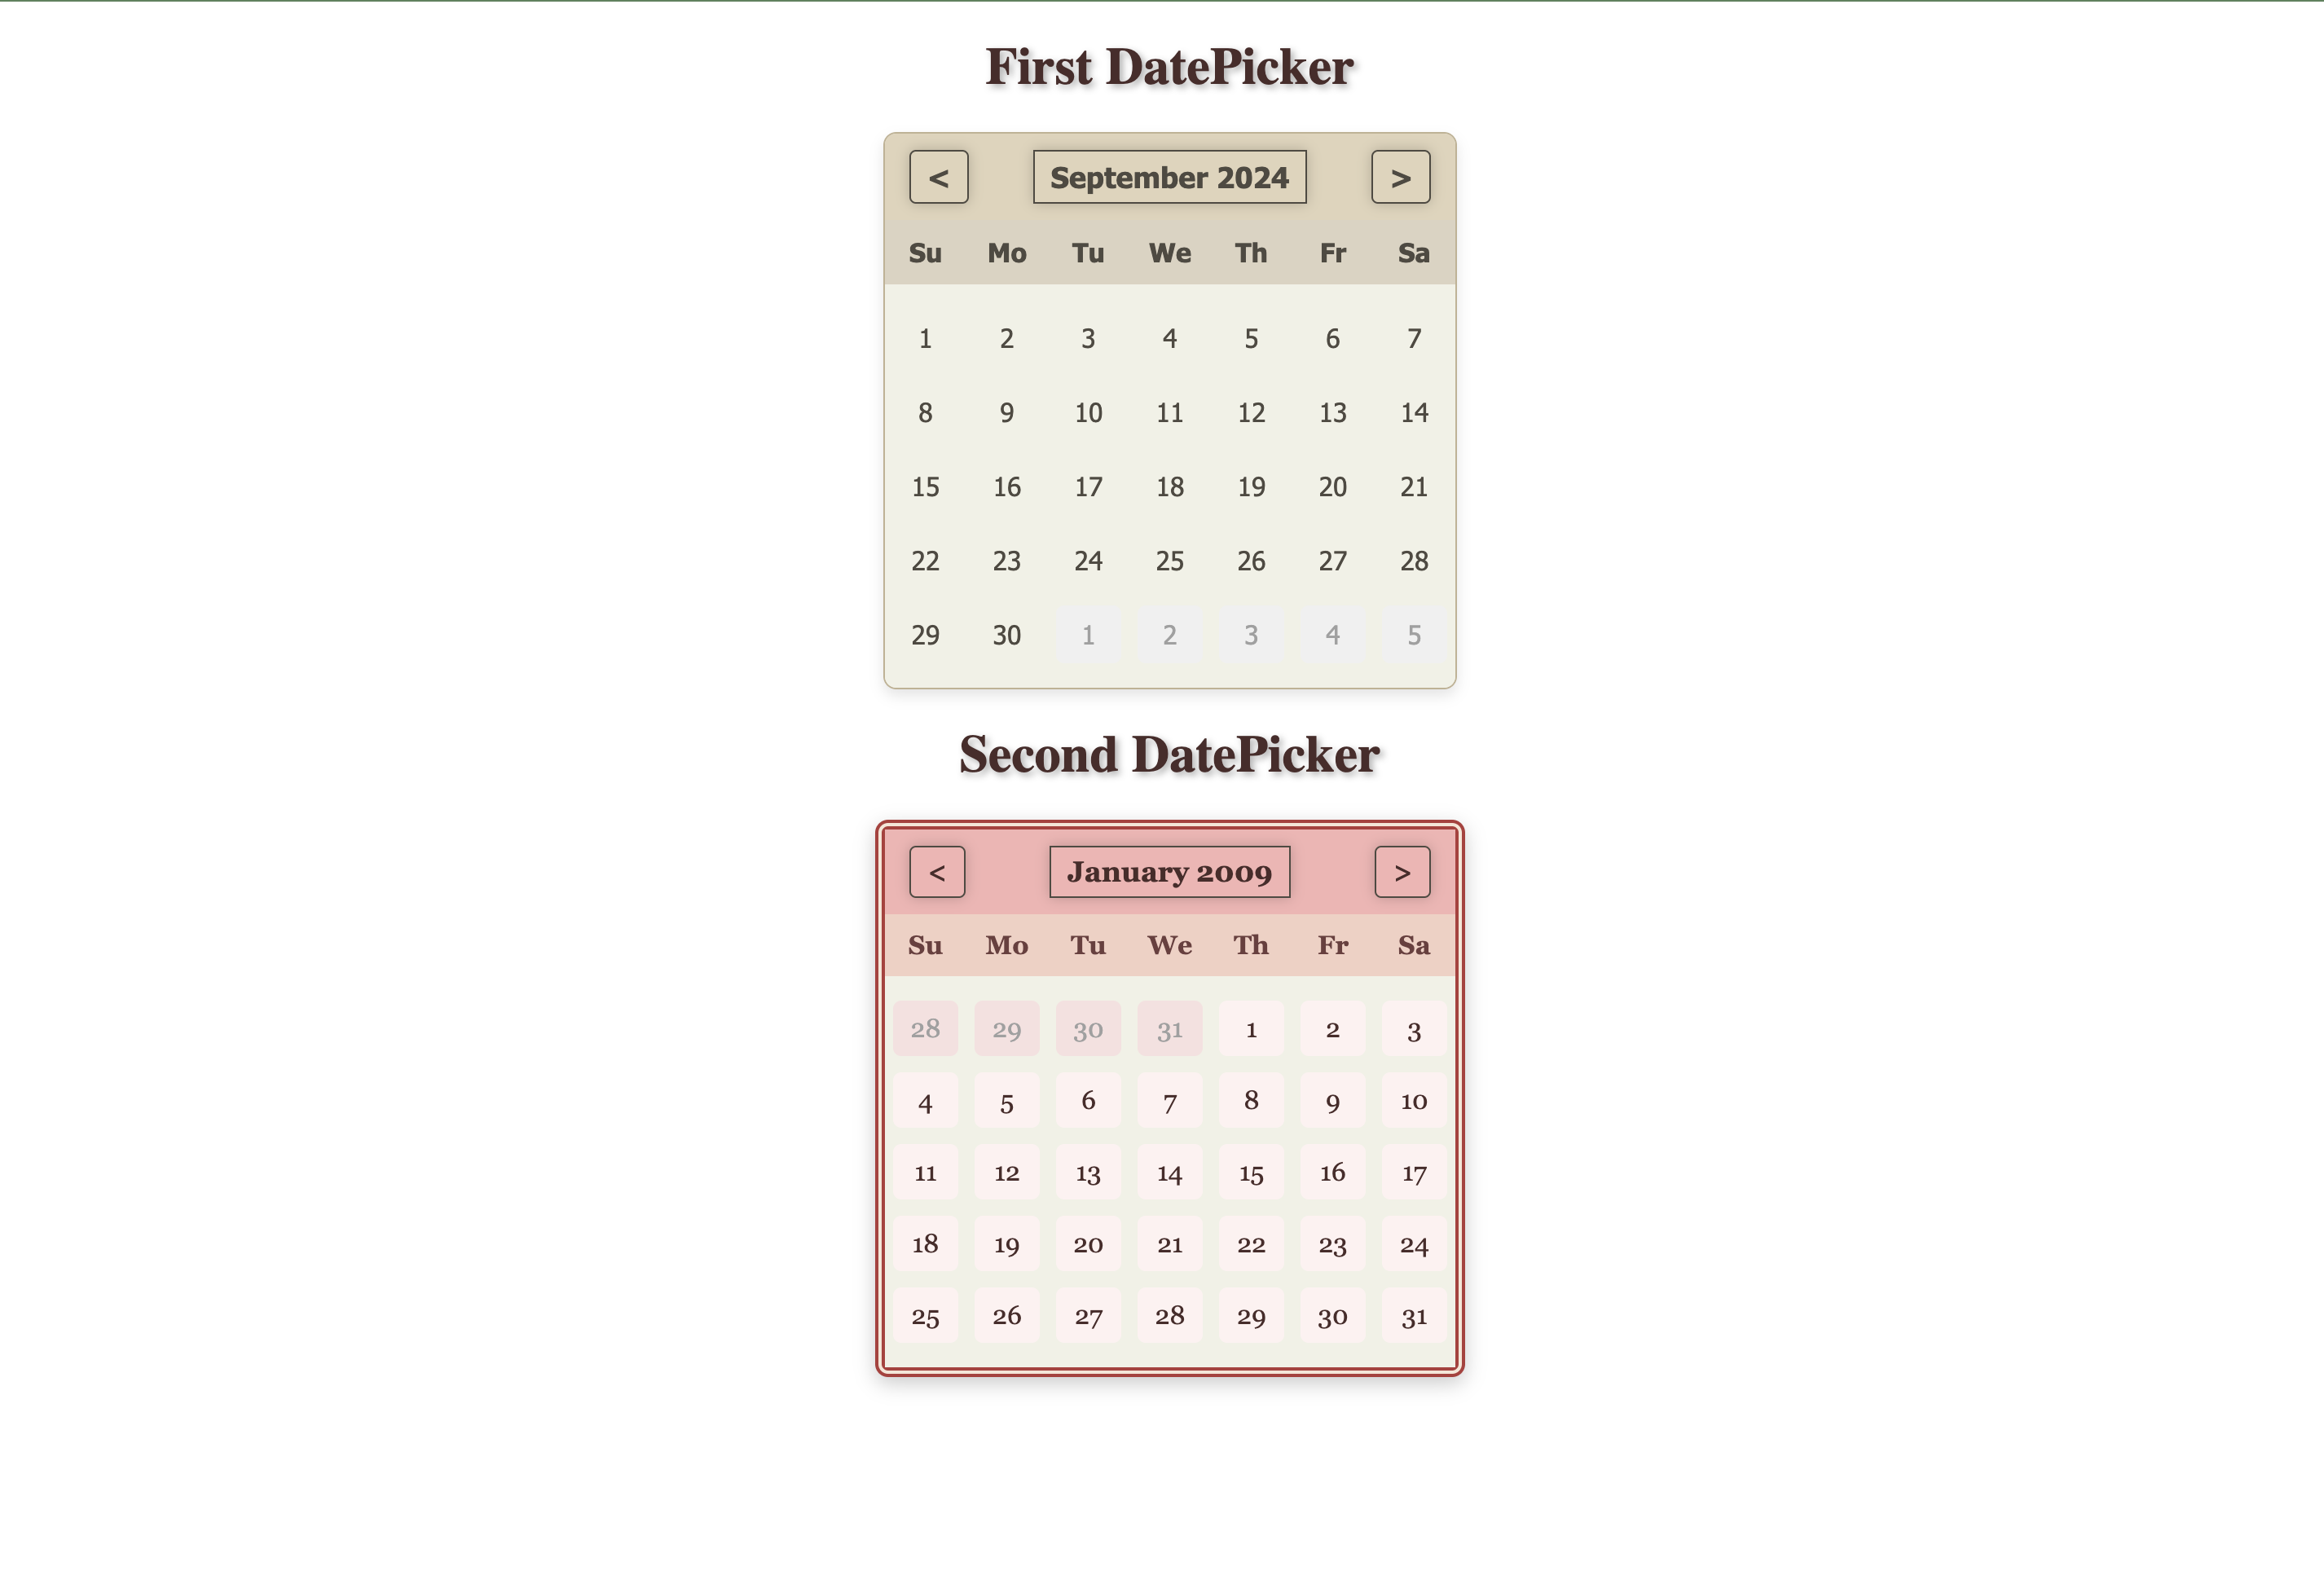 First DatePicker
< September 2024 >
Su Mo Tu We Th Fr Sa
1 2 3 4 5 6 7
8 9 10 11 12 13 14
15 16 17 18 19 20 21
22 23 24 25 26 27 28
29 30 1 2 3 4 5
Second DatePicker
< January 2009 >
Su Mo Tu We Th Fr Sa
28 29 30 31 1 2 3
4 5 6 7 8 9 10
11 12 13 14 15 16 17
18 19 20 21 22 23 24
25 26 27 28 29 30 31